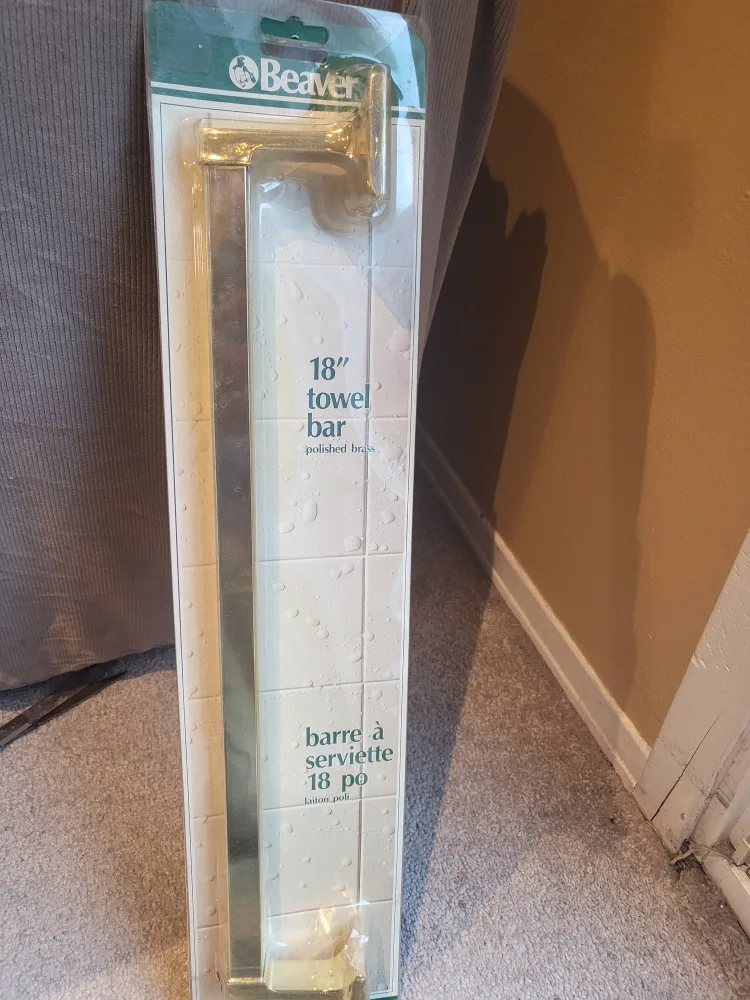 Beaver
18"
towel
bar
polished brass
barre à
serviette
18 po
laiton poli